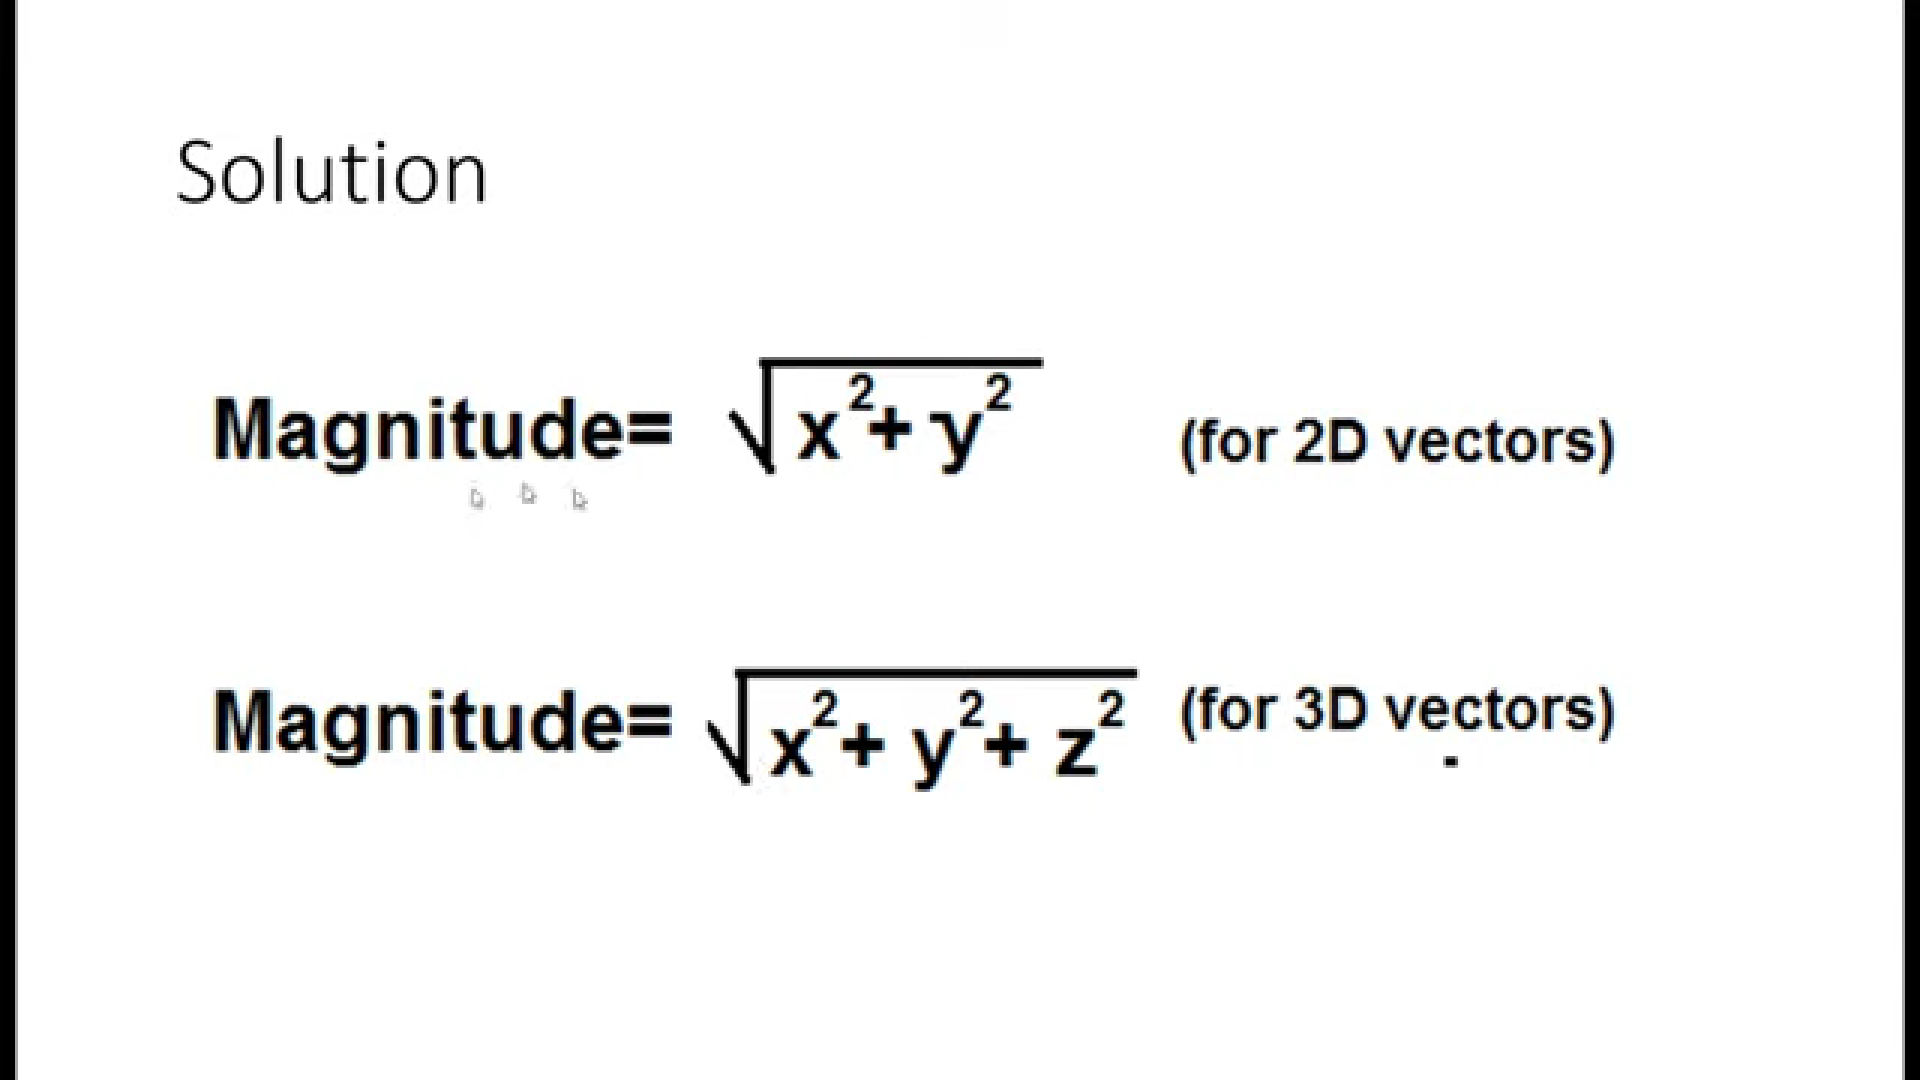 Solution
Magnitude= √x²+ y² (for 2D vectors)
Magnitude= √x²+ y²+ z² (for 3D vectors)